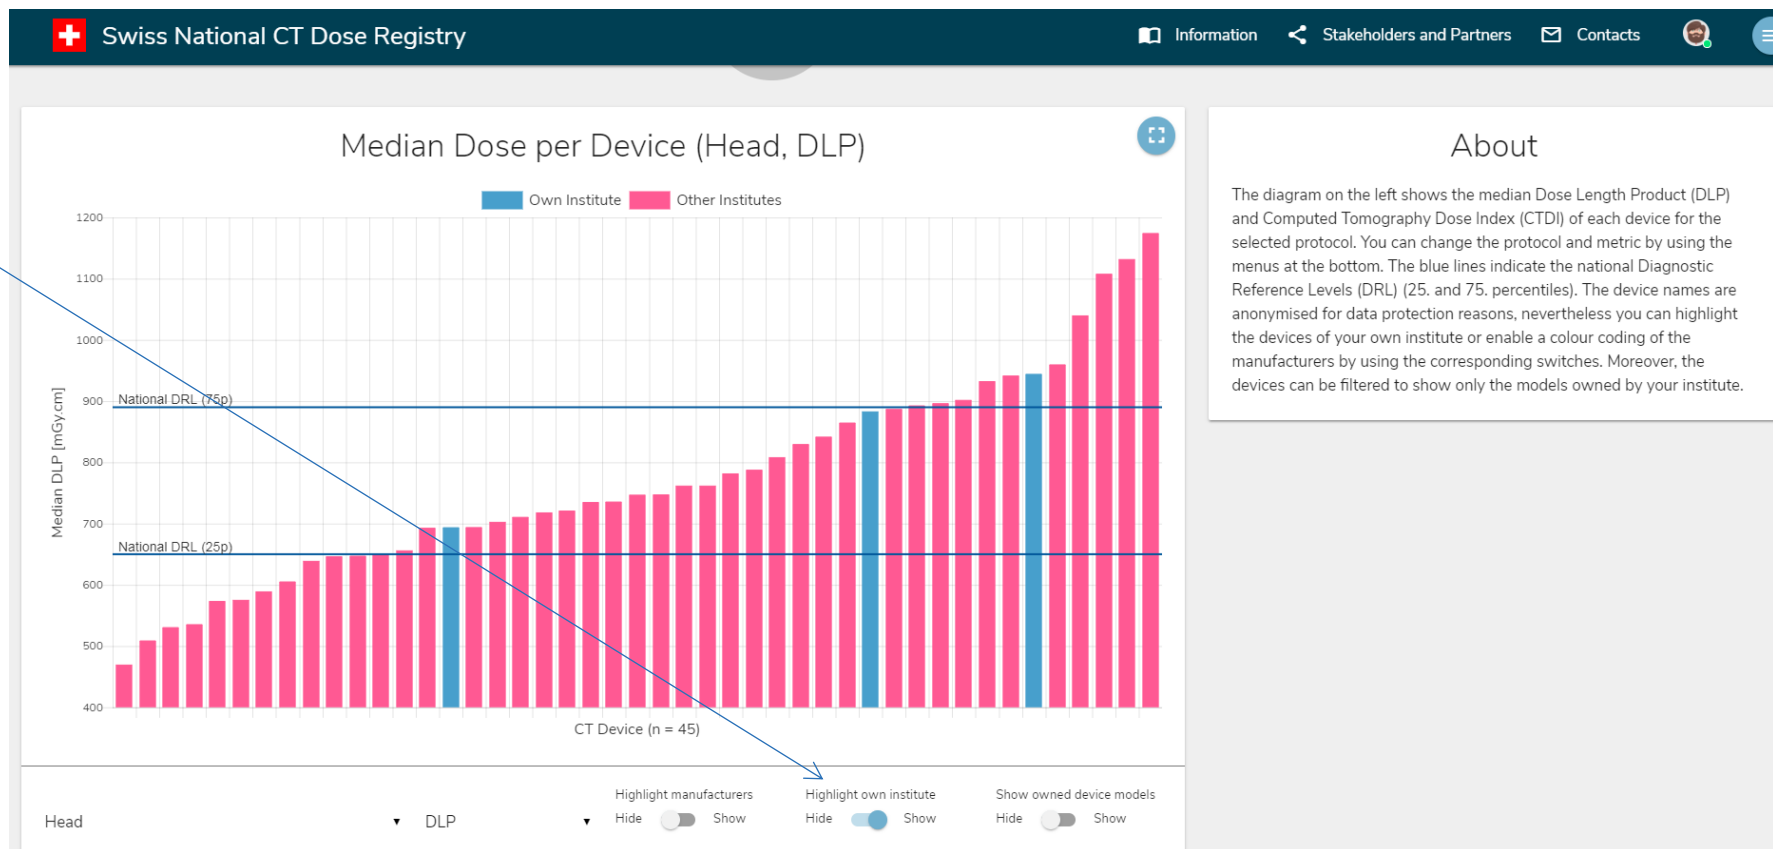 Swiss National CT Dose Registry
Information
Stakeholders and Partners
Contacts
Median Dose per Device (Head, DLP)
Own Institute
Other Institutes
1200
1100
1000
900
800
700
600
500
400
Median DLP [mGy.cm]
National DRL (75p)
National DRL (25p)
CT Device (n = 45)
Head
DLP
Highlight manufacturers
Hide Show
Highlight own institute
Hide Show
Show owned device models
Hide Show
About
The diagram on the left shows the median Dose Length Product (DLP)
and Computed Tomography Dose Index (CTDI) of each device for the
selected protocol. You can change the protocol and metric by using the
menus at the bottom. The blue lines indicate the national Diagnostic
Reference Levels (DRL) (25. and 75. percentiles). The device names are
anonymised for data protection reasons, nevertheless you can highlight
the devices of your own institute or enable a colour coding of the
manufacturers by using the corresponding switches. Moreover, the
devices can be filtered to show only the models owned by your institute.